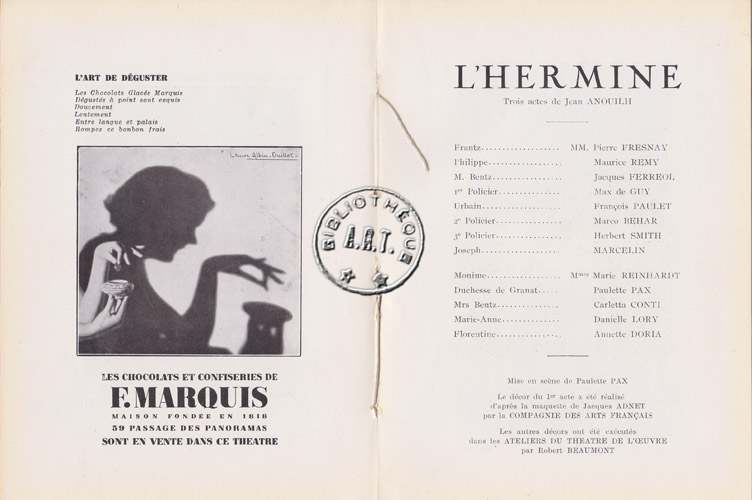 L'ART DE DÉGUSTER
Les Chocolats Glacés Marquis
Dégustés à point sont exquis
Doucement
Lentement
Entre langue et palais
Rompez ce bonbon frais
Laure Albin-Guillot
LES CHOCOLATS ET CONFISERIES DE
F. MARQUIS
MAISON FONDÉE EN 1818
59 PASSAGE DES PANORAMAS
SONT EN VENTE DANS CE THEATRE
BIBLIOTHÈQUE
A.R.T.
L'HERMINE
Trois actes de Jean ANOUILH
Frantz................... MM. Pierre FRESNAY
Philippe.................. Maurice REMY
M. Bentz................. Jacques FERREOL
1er Policier............... Max de GUY
Urbain................... François PAULET
2e Policier................ Marco BEHAR
3e Policier................ Herbert SMITH
Joseph................... MARCELIN
Monime.................. Mmes Marie REINHARDT
Duchesse de Granat..... Paulette PAX
Mrs Bentz............... Carletta CONTI
Marie-Anne.............. Danielle LORY
Florentine................ Annette DORIA
Mise en scène de Paulette PAX
Le décor du 1er acte a été réalisé
d'après la maquette de Jacques ADNET
par la COMPAGNIE DES ARTS FRANÇAIS
Les autres décors ont été exécutés
dans les ATELIERS DU THEATRE DE L'ŒUVRE
par Robert BEAUMONT